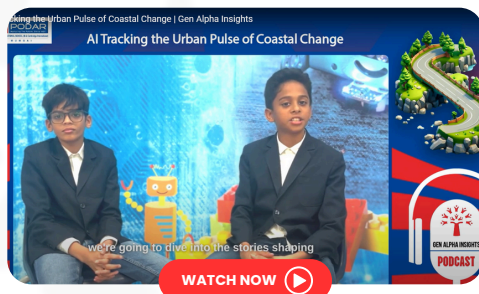 cking the Urban Pulse of Coastal Change | Gen Alpha Insights
PODAR
AI Tracking the Urban Pulse of Coastal Change
we're going to dive into the stories shaping
GEN ALPHA INSIGHTS
PODCAST
WATCH NOW